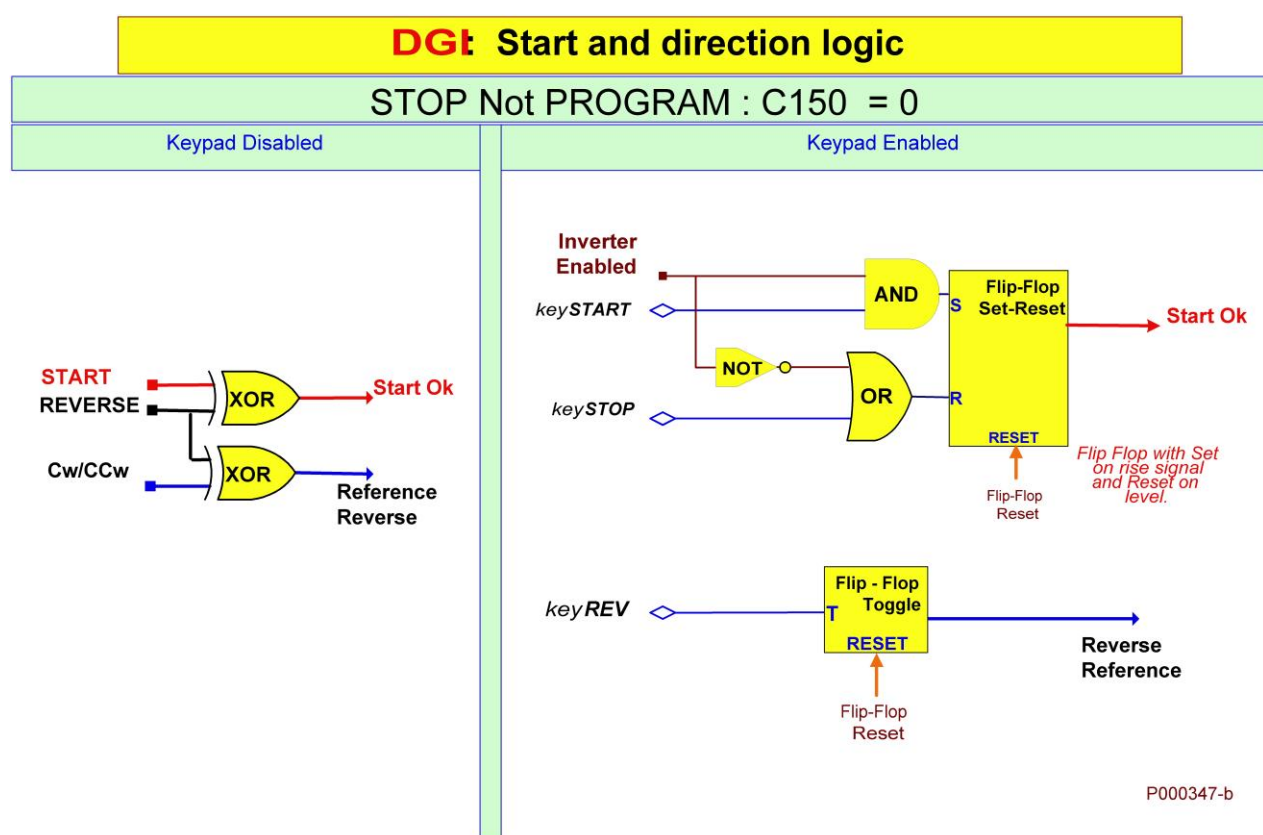 DGI: Start and direction logic
STOP Not PROGRAM : C150 = 0
Keypad Disabled
Keypad Enabled
START
REVERSE
XOR
Start Ok
Cw/CCw
XOR
Reference
Reverse
Inverter
Enabled
keySTART
AND
Flip-Flop
Set-Reset
S
Start Ok
NOT
keySTOP
OR
R
RESET
Flip-Flop
Reset
Flip Flop with Set
on rise signal
and Reset on
level.
keyREV
Flip - Flop
Toggle
T
RESET
Reverse
Reference
Flip-Flop
Reset
P000347-b